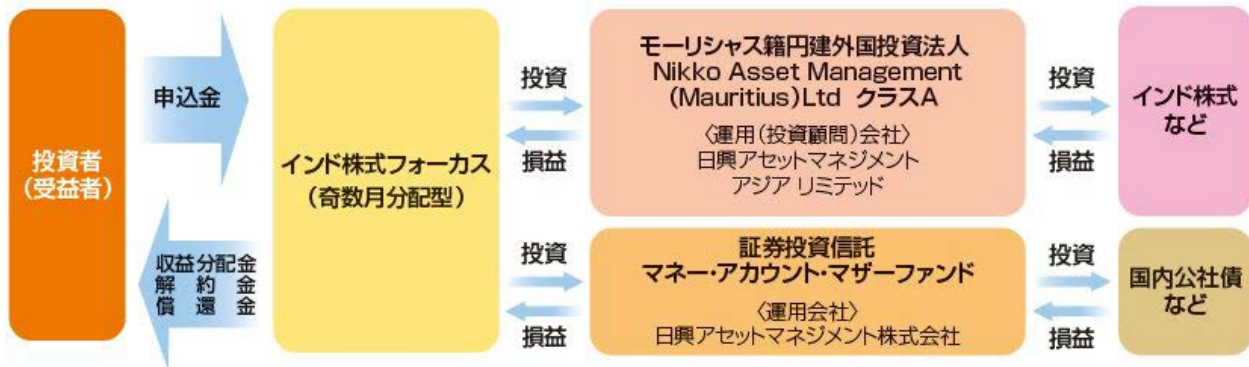 投資者
（受益者）
申込金
収益分配金
解約金
償還金
インド株式フォーカス
（奇数月分配型）
投資
損益
モーリシャス籍円建外国投資法人
Nikko Asset Management
(Mauritius)Ltd クラスA
〈運用（投資顧問）会社〉
日興アセットマネジメント
アジア リミテッド
投資
損益
インド株式
など
投資
損益
証券投資信託
マネー・アカウント・マザーファンド
〈運用会社〉
日興アセットマネジメント株式会社
投資
損益
国内公社債
など